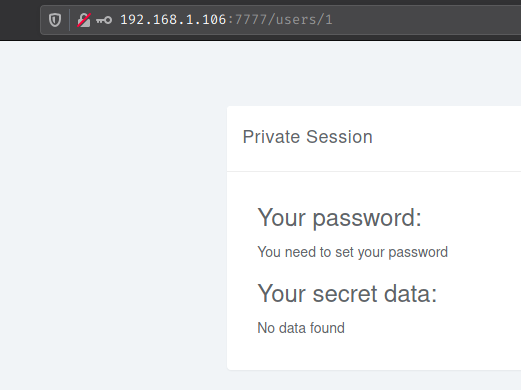 192.168.1.106:7777/users/1
Private Session
Your password:
You need to set your password
Your secret data:
No data found